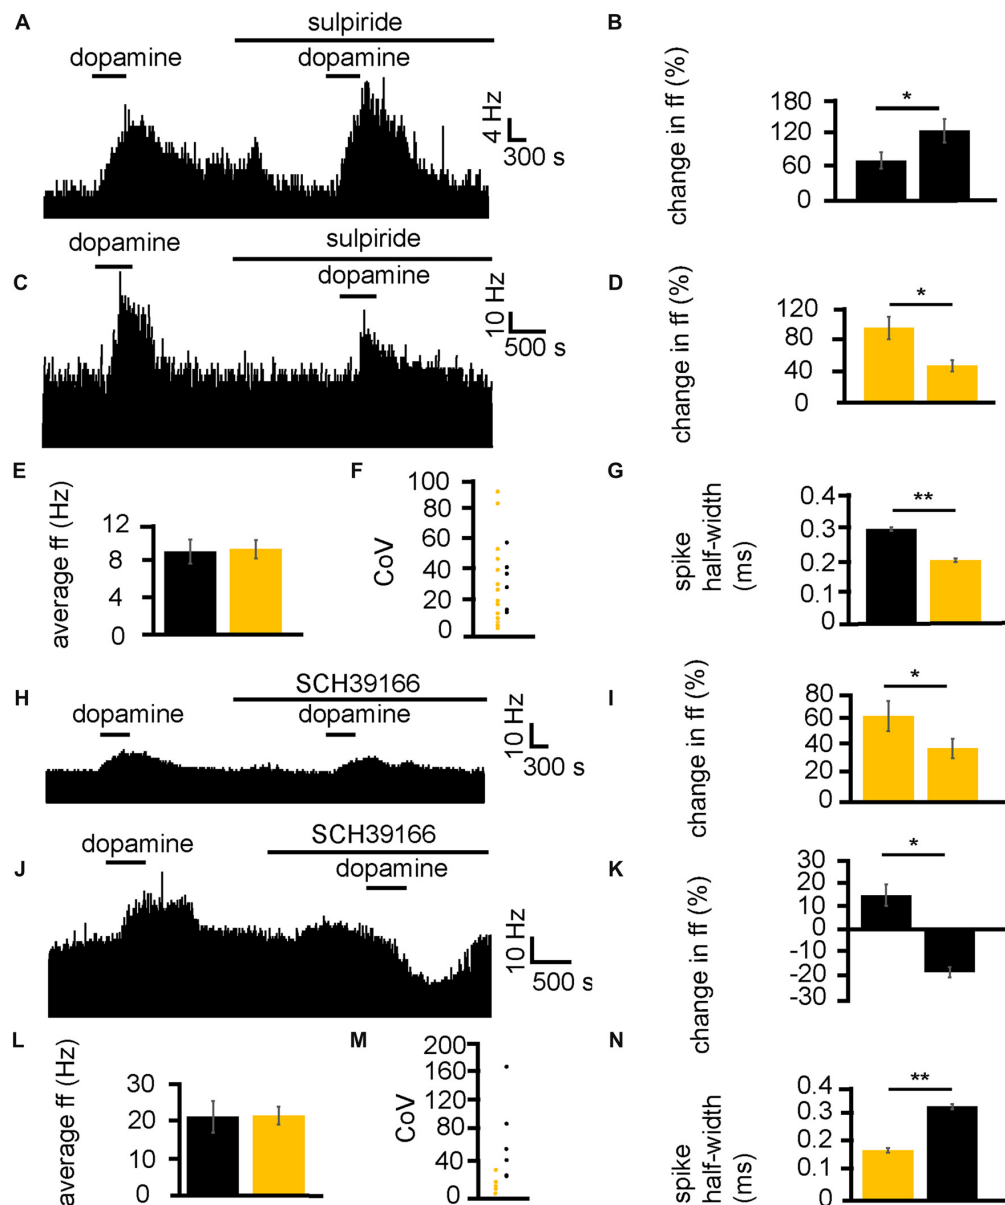 A
sulpiride
dopamine
dopamine
4 Hz
300 s
B
change in ff (%)
180
120
60
0
*
C
sulpiride
dopamine
dopamine
10 Hz
500 s
D
change in ff (%)
120
80
40
0
*
E
average ff (Hz)
12
8
4
0
F
CoV
100
80
60
40
20
0
G
spike
half-width
(ms)
0.4
0.3
0.2
0.1
0
**
H
SCH39166
dopamine
dopamine
10 Hz
300 s
I
change in ff (%)
80
60
40
20
0
*
J
SCH39166
dopamine
dopamine
10 Hz
500 s
K
change in ff (%)
30
20
10
0
-10
-20
-30
*
L
average ff (Hz)
30
20
10
0
M
CoV
200
160
120
80
40
0
N
spike
half-width
(ms)
0.4
0.3
0.2
0.1
0
**